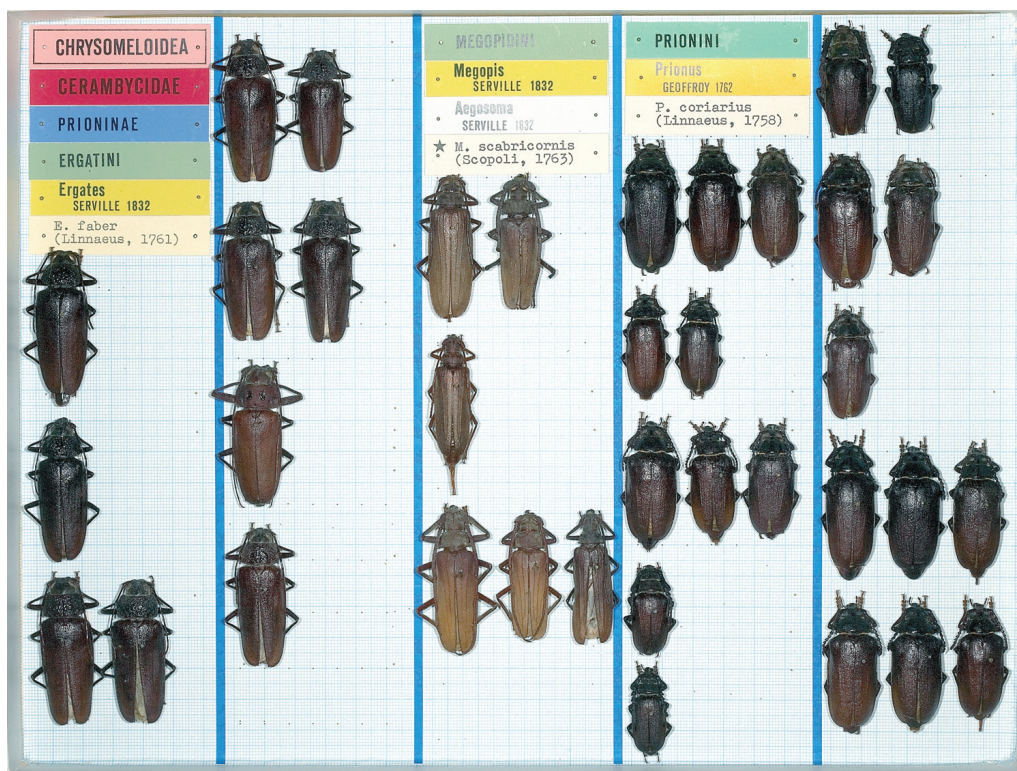 CHRYSOMELOIDEA
CERAMBYCIDAE
PRIONINAE
ERGATINI
Ergates
SERVILLE 1832
E. faber
(Linnaeus, 1761)
MEGOPIDINI
Megopis
SERVILLE 1832
Aegosoma
SERVILLE 1832
★ M. scabricornis
(Scopoli, 1763)
PRIONINI
Prionus
GEOFFROY 1762
P. coriarius
(Linnaeus, 1758)